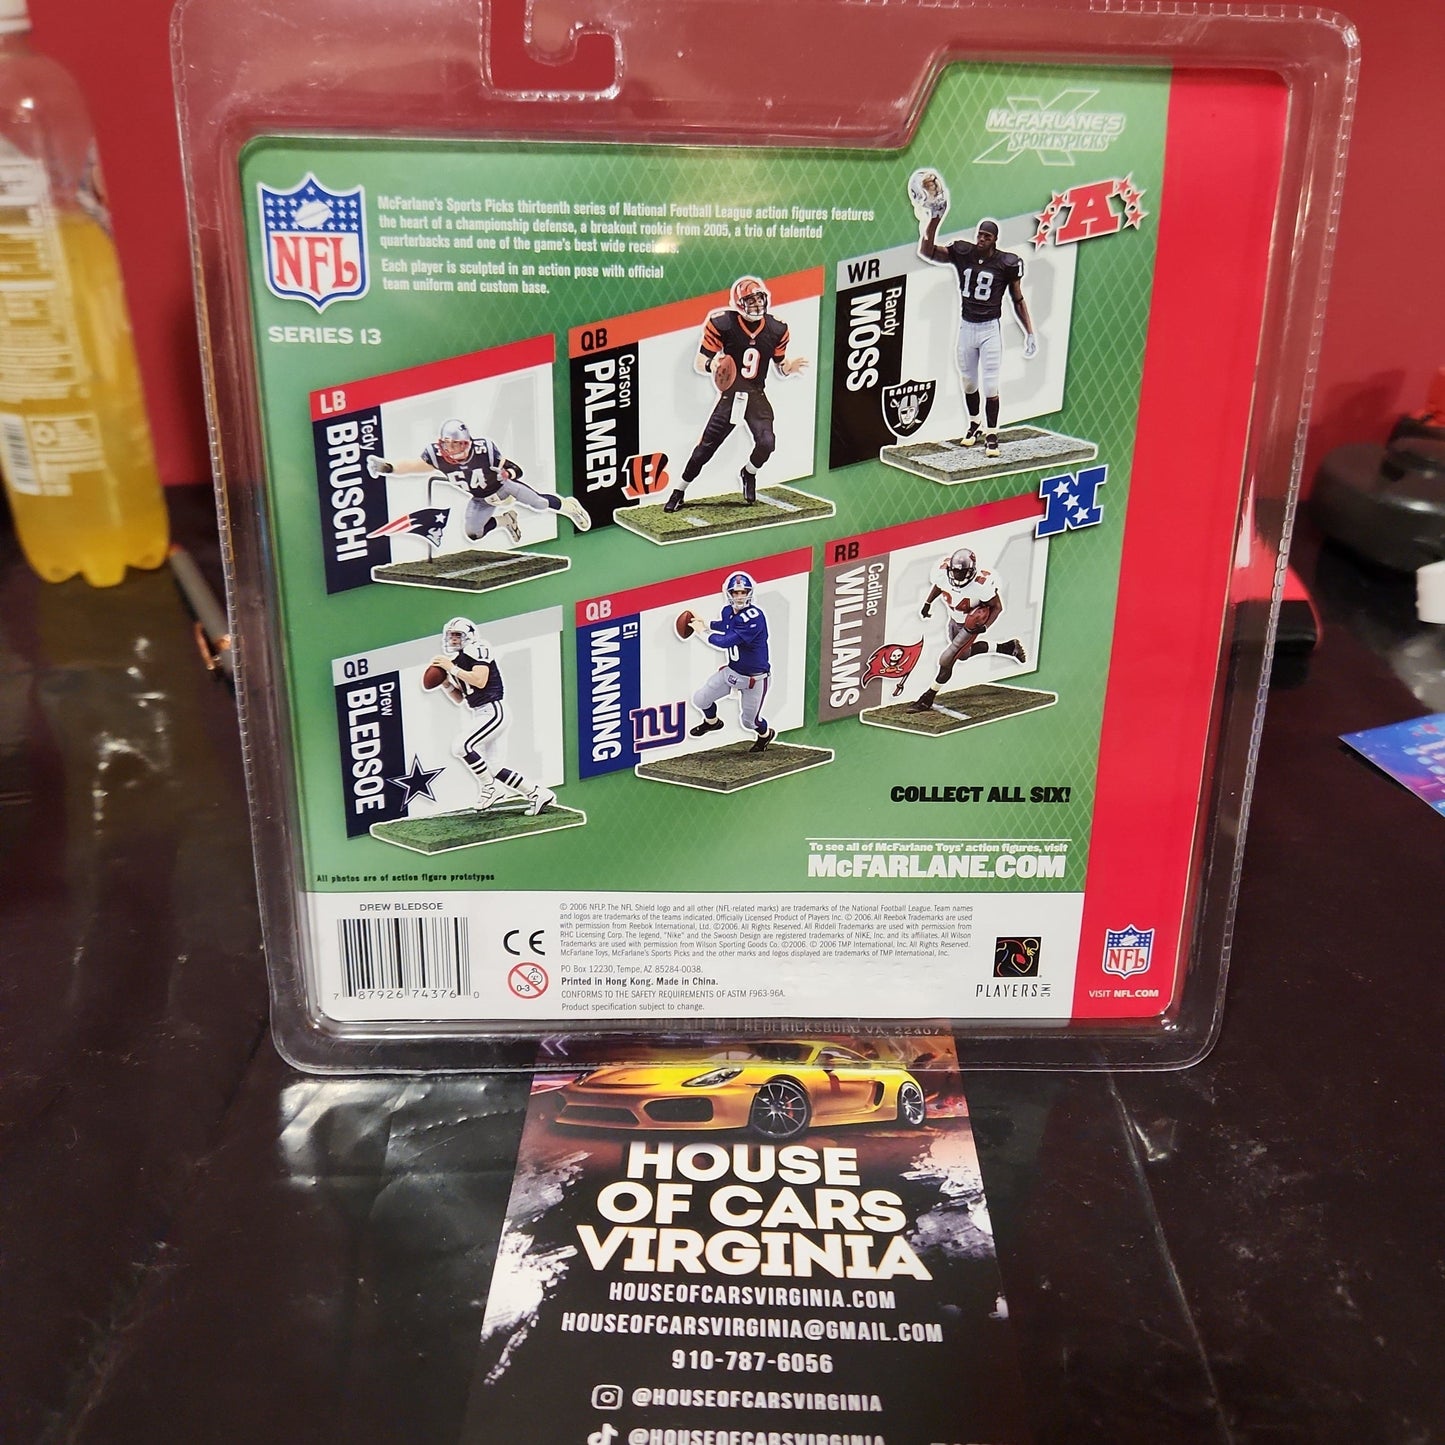 McFARLANE'S
SPORTSPICKS
NFL
McFarlane's Sports Picks thirteenth series of National Football League action figures features
the heart of a championship defense, a breakout rookie from 2005, a trio of talented
quarterbacks and one of the game's best wide
Each player is sculpted in an action pose with official
team uniform and custom base.
SERIES 13
LB
Tedy
BRUSCHI
54
QB
Carson
PALMER
9
B
WR
Randy
MOSS
18
RAIDERS
A
N
QB
Drew
BLEDSOE
11
QB
Eli
MANNING
10
ny
RB
Cadillac
WILLIAMS
24
COLLECT ALL SIX!
To see all of McFarlane Toys' action figures, visit
McFARLANE.COM
All photos are of action figure prototypes
DREW BLEDSOE
7 87926 74376 0
CE
0-3
© 2006 NFLP. The NFL Shield logo and all other (NFL-related marks) are trademarks of the National Football League. Team names
and logos are trademarks of the teams indicated. Officially Licensed Product of Players Inc. © 2006. All Reebok Trademarks are used
with permission from Reebok International, Ltd. ©2006. All Rights Reserved. All Riddell Trademarks are used with permission from
RHC Licensing Corp. The legend, "Nike" and the Swoosh Design are registered trademarks of NIKE, Inc. and its affiliates. All Wilson
Trademarks are used with permission from Wilson Sporting Goods Co. ©2006. © 2006 TMP International, Inc. All Rights Reserved.
McFarlane Toys, McFarlane's Sports Picks and the other marks and logos displayed are trademarks of TMP International, Inc.
PO Box 12230, Tempe, AZ 85284-0038.
Printed in Hong Kong. Made in China.
CONFORMS TO THE SAFETY REQUIREMENTS OF ASTM F963-96A.
Product specification subject to change.
PLAYERS INC
NFL
VISIT NFL.COM
FREDERICKSBURG VA, 22407
HOUSE
OF CARS
VIRGINIA
HOUSEOFCARSVIRGINIA.COM
HOUSEOFCARSVIRGINIA@GMAIL.COM
910-787-6056
@HOUSEOFCARSVIRGINIA
@HOUSEOFCARSVIRGINIA